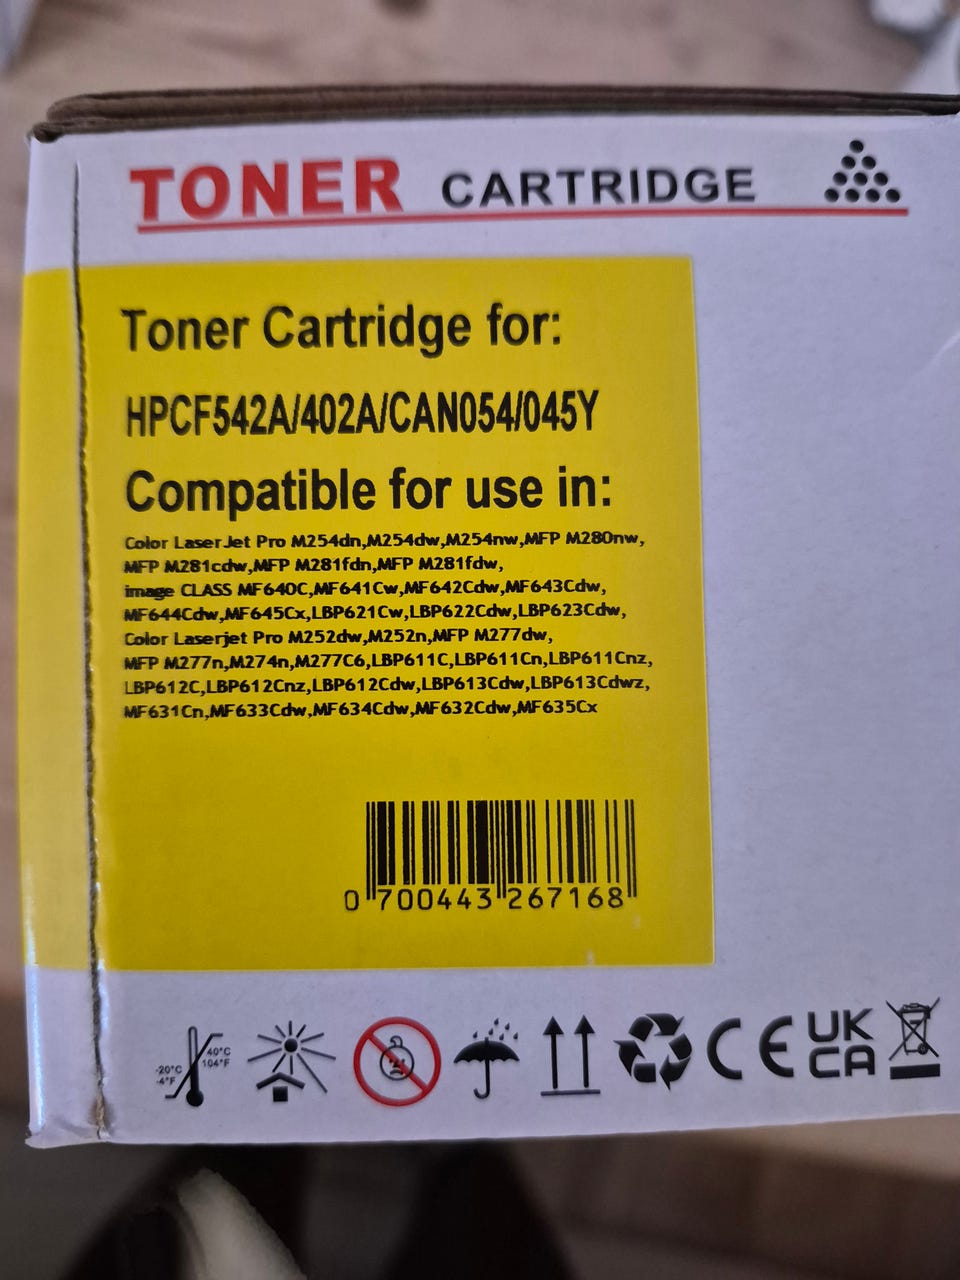 TONER CARTRIDGE
Toner Cartridge for:
HPCF542A/402A/CAN054/045Y
Compatible for use in:
Color LaserJet Pro M254dn,M254dw,M254nw,MFP M280nw,
MFP M281cdw,MFP M281fdn,MFP M281fdw,
image CLASS MF640C,MF641Cw,MF642Cdw,MF643Cdw,
MF644Cdw,MF645Cx,LBP621Cw,LBP622Cdw,LBP623Cdw,
Color Laserjet Pro M252dw,M252n,MFP M277dw,
MFP M277n,M274n,M277C6,LBP611C,LBP611Cn,LBP611Cnz,
LBP612C,LBP612Cnz,LBP612Cdw,LBP613Cdw,LBP613Cdwz,
MF631Cn,MF633Cdw,MF634Cdw,MF632Cdw,MF635Cx
0 700443 267168
-20°C
-4°F
40°C
104°F
CE
UK
CA